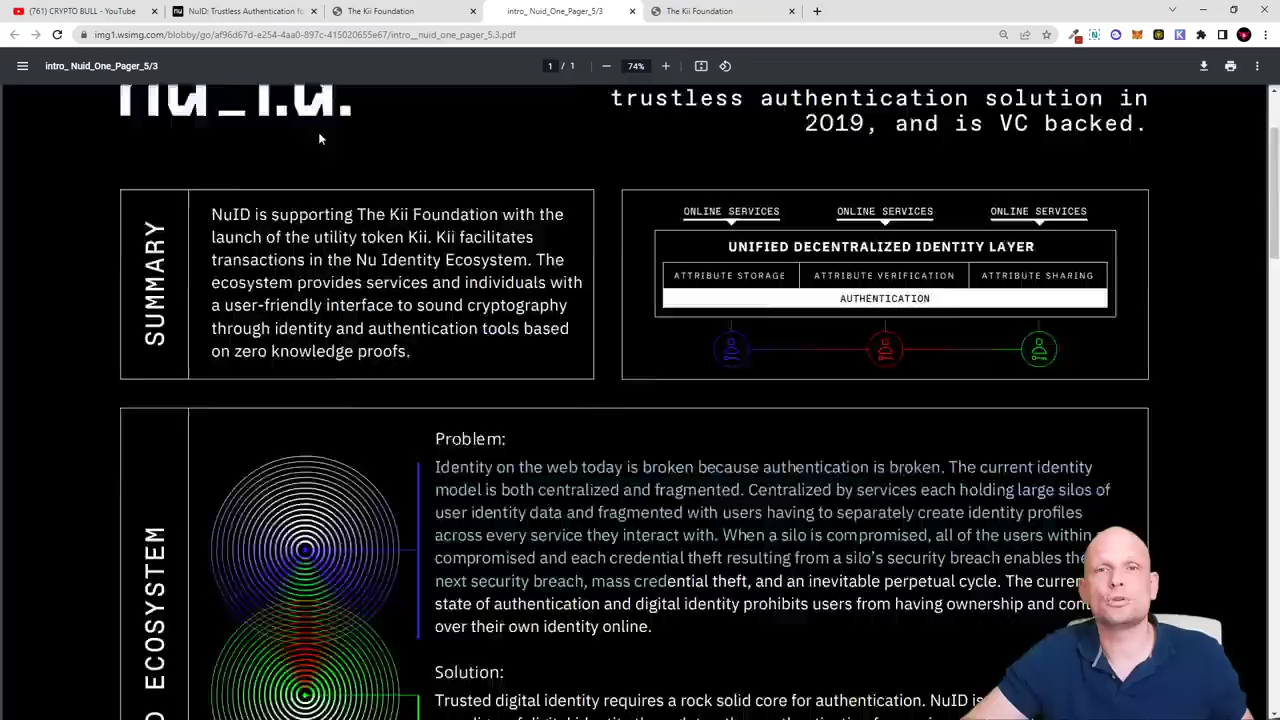 (761) CRYPTO BULL - YouTube
NuID: Trustless Authentication fo
The Kii Foundation
intro_Nuid_One_Pager_5/3
The Kii Foundation
img1.wsimg.com/blobby/go/af96d67d-e254-4aa0-897c-415020655e67/intro__nuid_one_pager_5.3.pdf
intro_ Nuid_One_Pager_5/3
1 / 1
74%
nu_i.d.
trustless authentication solution in
2019, and is VC backed.
SUMMARY
NuID is supporting The Kii Foundation with the
launch of the utility token Kii. Kii facilitates
transactions in the Nu Identity Ecosystem. The
ecosystem provides services and individuals with
a user-friendly interface to sound cryptography
through identity and authentication tools based
on zero knowledge proofs.
ONLINE SERVICES ONLINE SERVICES ONLINE SERVICES
UNIFIED DECENTRALIZED IDENTITY LAYER
ATTRIBUTE STORAGE ATTRIBUTE VERIFICATION ATTRIBUTE SHARING
AUTHENTICATION
ECOSYSTEM
Problem:
Identity on the web today is broken because authentication is broken. The current identity
model is both centralized and fragmented. Centralized by services each holding large silos of
user identity data and fragmented with users having to separately create identity profiles
across every service they interact with. When a silo is compromised, all of the users within
compromised and each credential theft resulting from a silo's security breach enables the
next security breach, mass credential theft, and an inevitable perpetual cycle. The curren
state of authentication and digital identity prohibits users from having ownership and con
over their own identity online.
Solution:
Trusted digital identity requires a rock solid core for authentication. NuID is